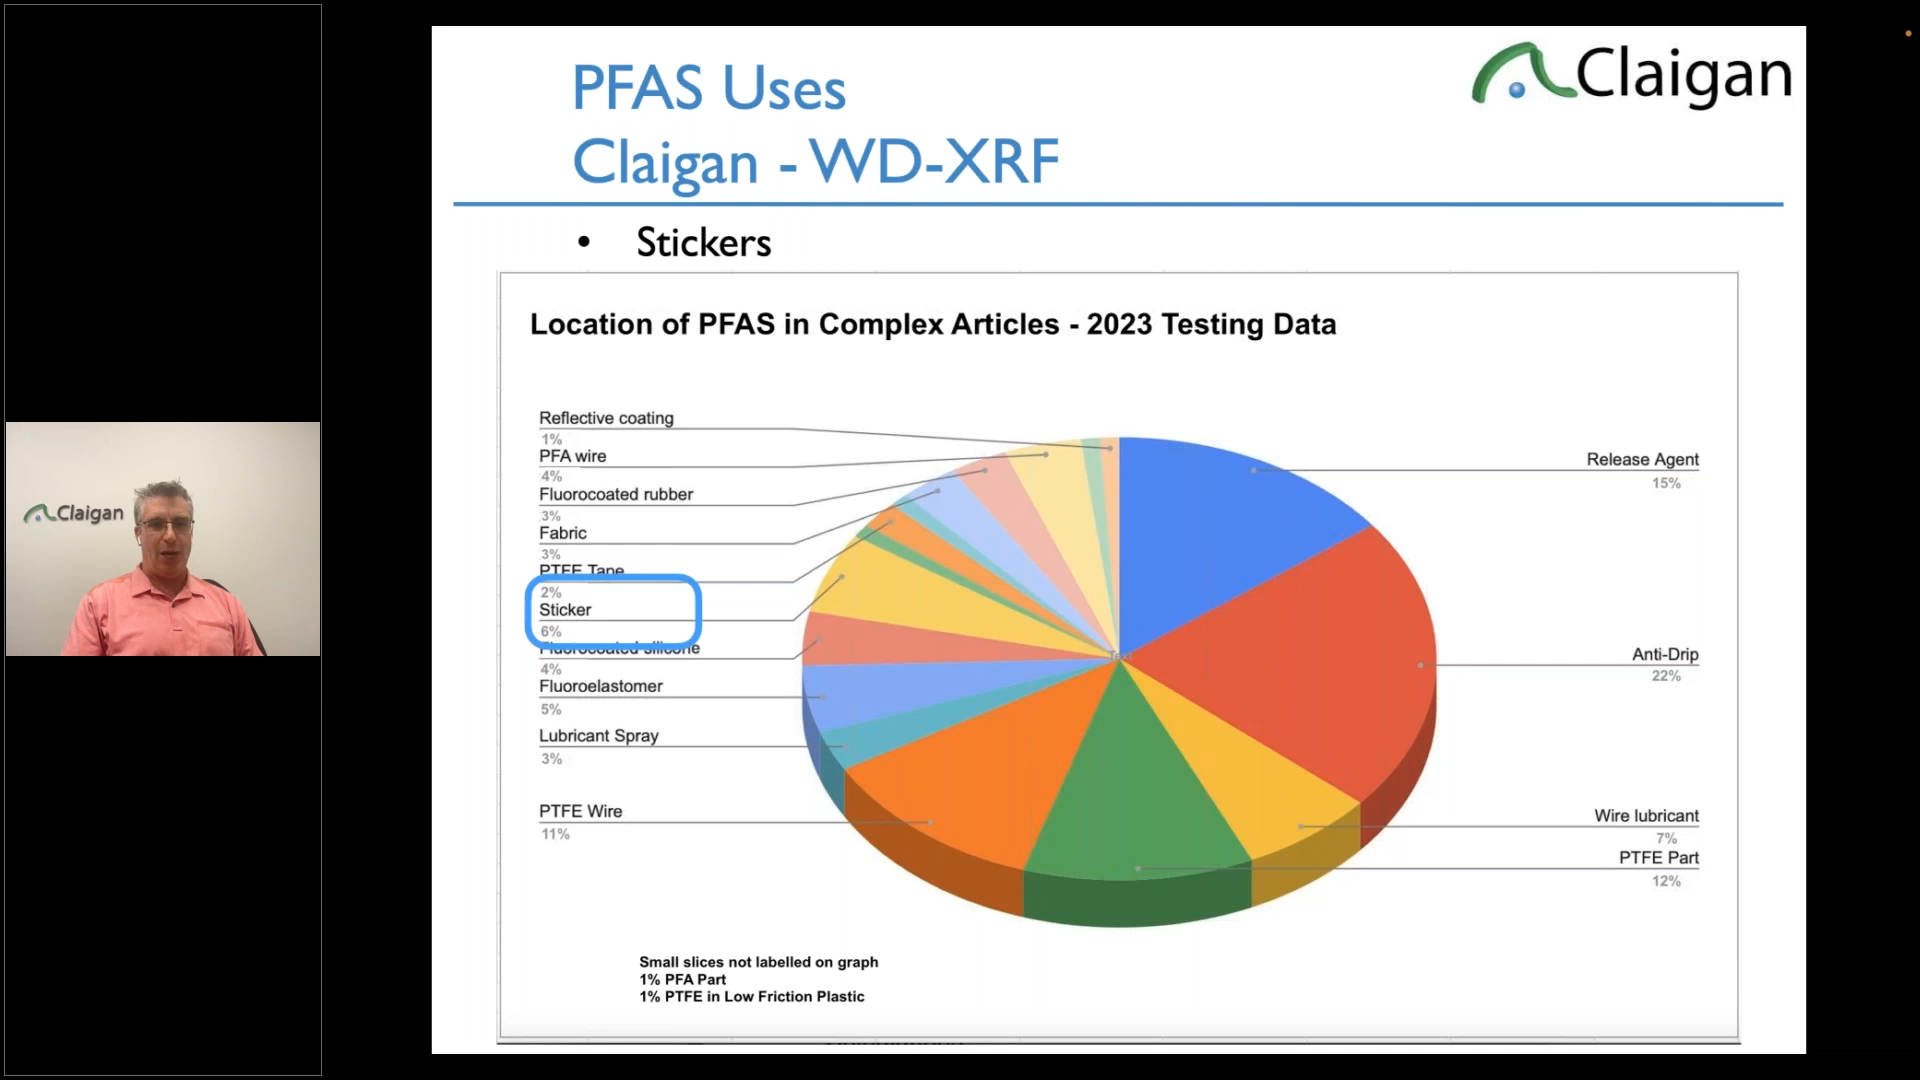 PFAS Uses
Claigan - WD-XRF
Claigan
• Stickers
Location of PFAS in Complex Articles - 2023 Testing Data
Reflective coating
1%
PFA wire
4%
Fluorocoated rubber
3%
Fabric
3%
PTFE Tape
2%
Sticker
6%
Fluorocoated silicone
4%
Fluoroelastomer
5%
Lubricant Spray
3%
PTFE Wire
11%
Release Agent
15%
Anti-Drip
22%
Wire lubricant
7%
PTFE Part
12%
Text
Small slices not labelled on graph
1% PFA Part
1% PTFE in Low Friction Plastic
Claigan